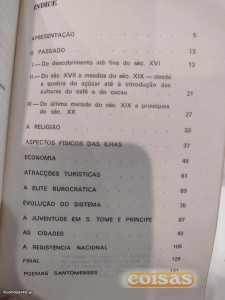 INDICE
APRESENTAÇÃO 5
O PASSADO 13
I — Do descobrimento até fins do séc. XVI 13
II — Do séc. XVII a meados do séc. XIX — desde
a quebra do açúcar até à introdução das
culturas do café e do cacau 21
III — Da última metade do séc. XIX a princípios
do séc. XX 27
A RELIGIÃO 33
ASPECTOS FÍSICOS DAS ILHAS 37
ECONOMIA 45
ATRACÇÕES TURÍSTICAS 61
A ELITE BUROCRÁTICA 69
EVOLUÇÃO DO SISTEMA 75
A JUVENTUDE EM S. TOMÉ E PRÍNCIPE 87
AS CIDADES 95
A RESISTÊNCIA NACIONAL 105
FINAL 129
POEMAS SANTOMENSES 131
coisas